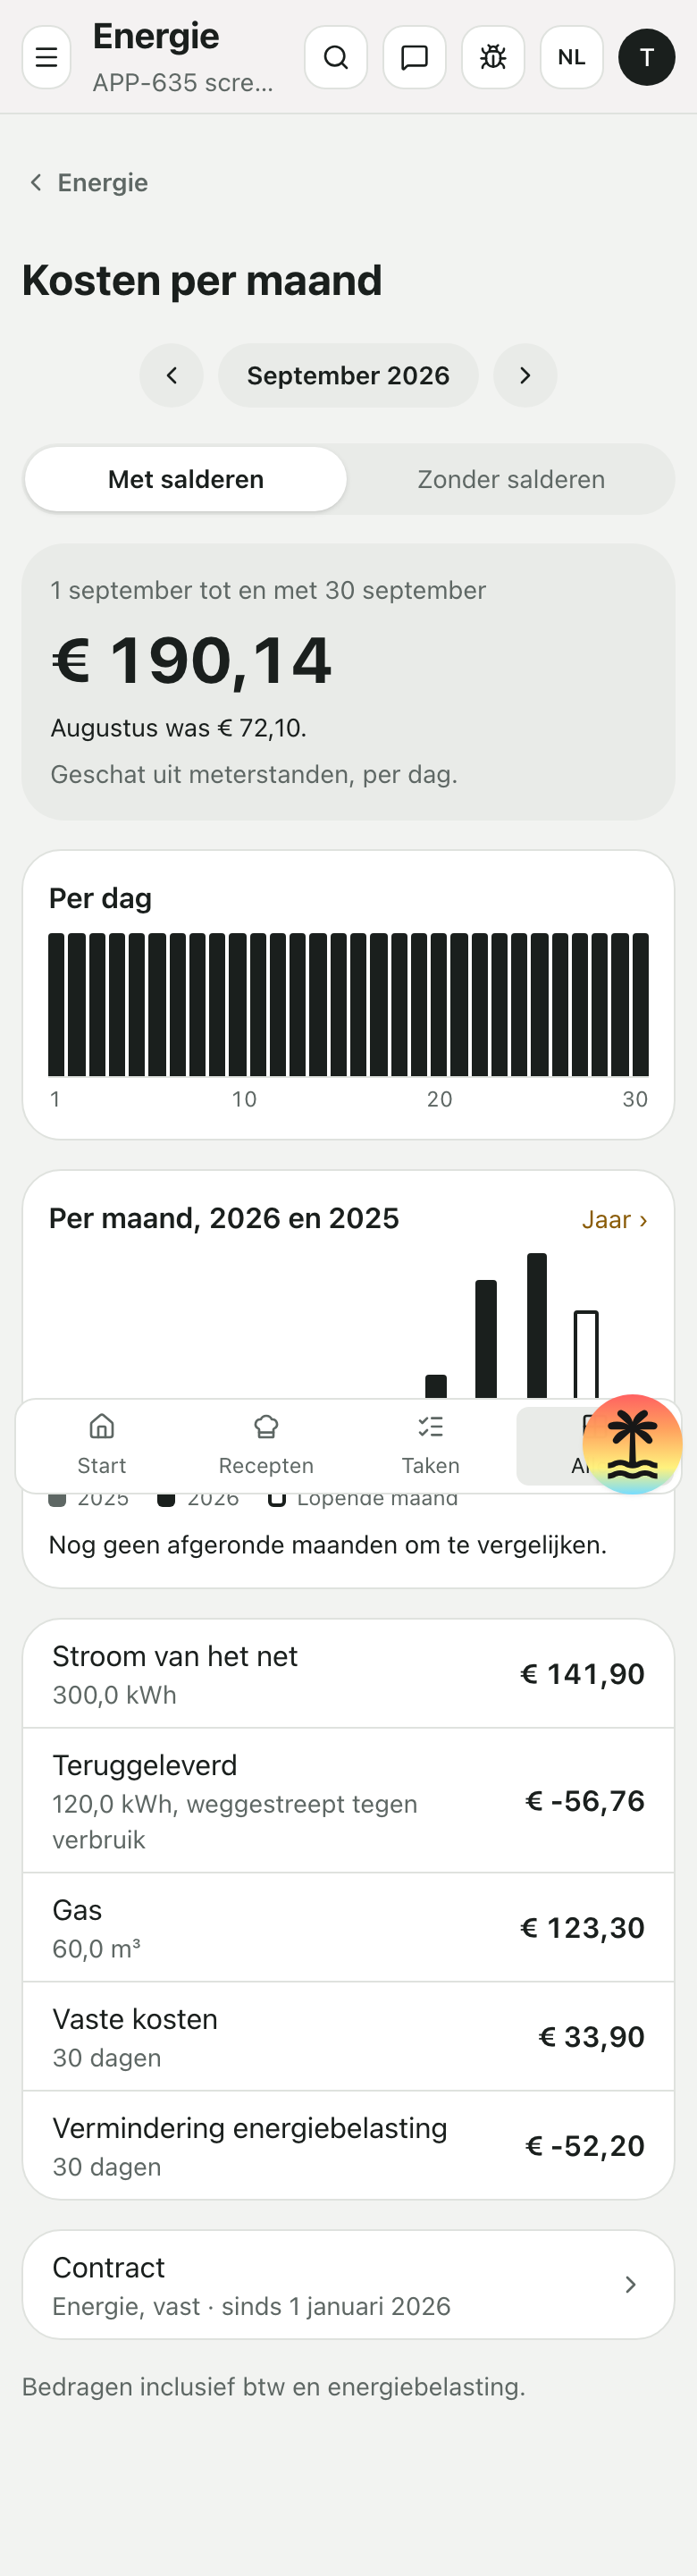 Energie
APP-635 scre...
NL
T
Energie
Kosten per maand
September 2026
Met salderen
Zonder salderen
1 september tot en met 30 september
€ 190,14
Augustus was € 72,10.
Geschat uit meterstanden, per dag.
Per dag
1 10 20 30
Per maand, 2026 en 2025
Jaar ›
Start
Recepten
Taken
2025 2026 Lopende maand
Nog geen afgeronde maanden om te vergelijken.
Stroom van het net
300,0 kWh
€ 141,90
Teruggeleverd
120,0 kWh, weggestreept tegen
verbruik
€ -56,76
Gas
60,0 m³
€ 123,30
Vaste kosten
30 dagen
€ 33,90
Vermindering energiebelasting
30 dagen
€ -52,20
Contract
Energie, vast · sinds 1 januari 2026
Bedragen inclusief btw en energiebelasting.